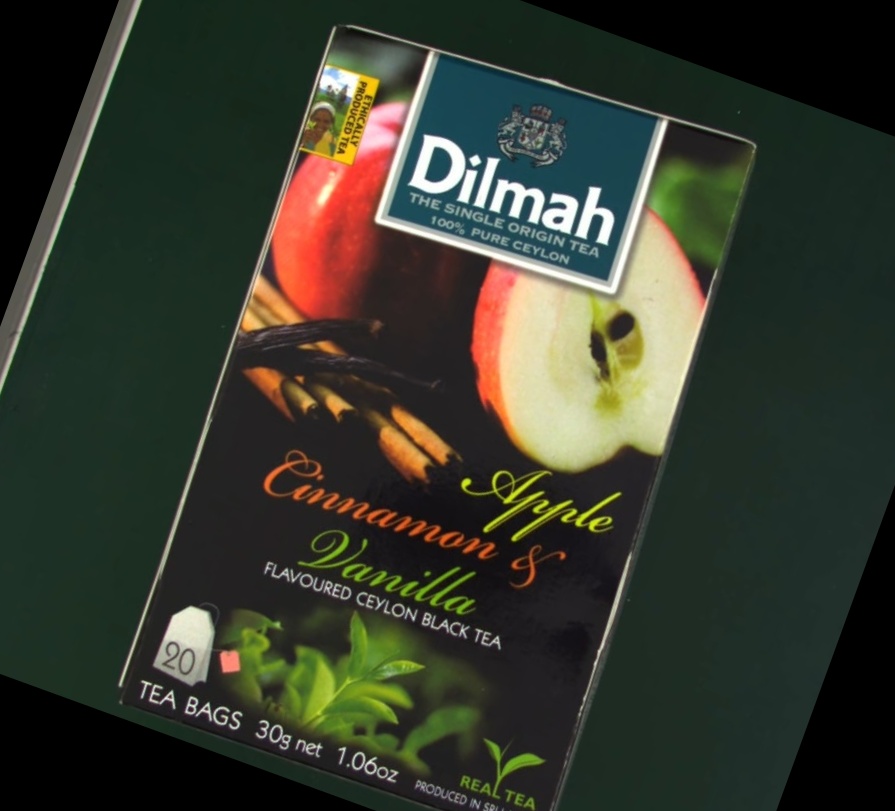 ETHICALLY
PRODUCED TEA
Dilmah
THE SINGLE ORIGIN TEA
100% PURE CEYLON
Apple
Cinnamon &
Vanilla
FLAVOURED CEYLON BLACK TEA
20
TEA BAGS 30g net 1.06oz
REAL TEA
PRODUCED IN